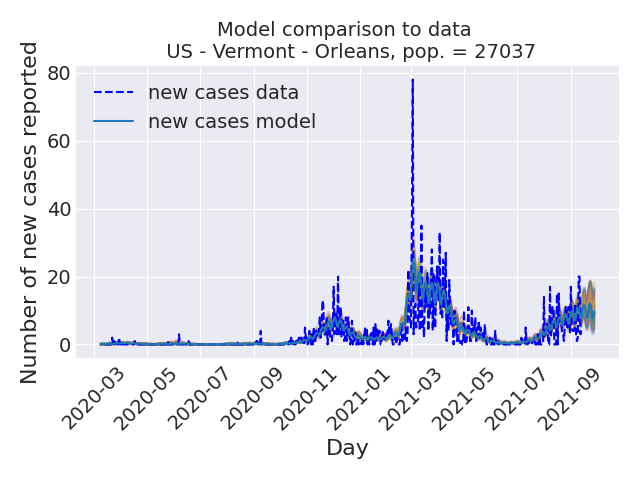 Model comparison to data
US - Vermont - Orleans, pop. = 27037
Number of new cases reported
80
60
40
20
0
new cases data
new cases model
2020-03
2020-05
2020-07
2020-09
2020-11
2021-01
2021-03
2021-05
2021-07
2021-09
Day